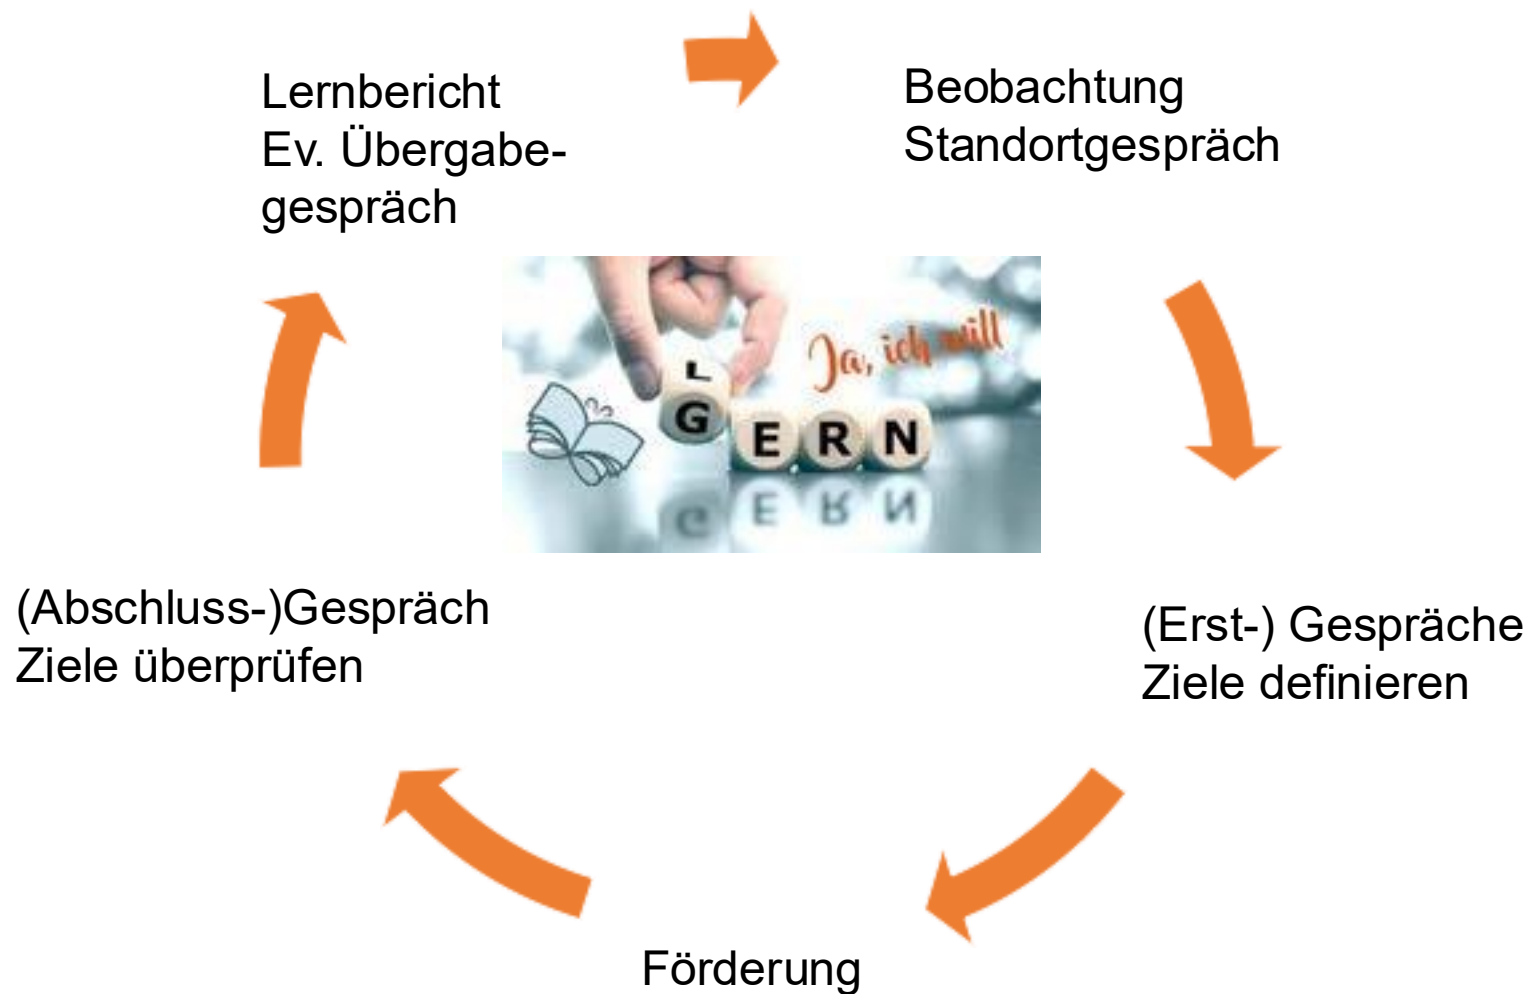 Lernbericht
Ev. Übergabe-
gespräch
Beobachtung
Standortgespräch
Ja, ich will
L
G E R N
G E R N
(Abschluss-)Gespräch
Ziele überprüfen
(Erst-) Gespräche
Ziele definieren
Förderung